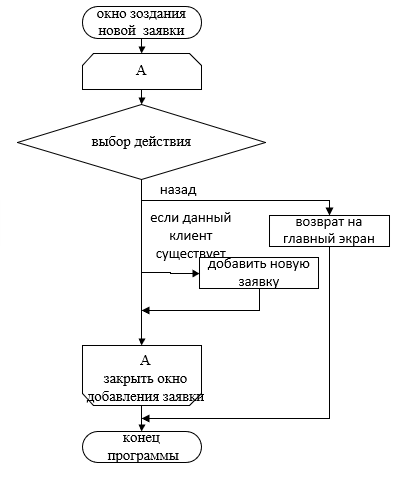 окно зоздания
новой заявки
А
выбор действия
назад
если данный
клиент
существует
возврат на
главный экран
добавить новую
заявку
А
закрыть окно
добавления заявки
конец
программы